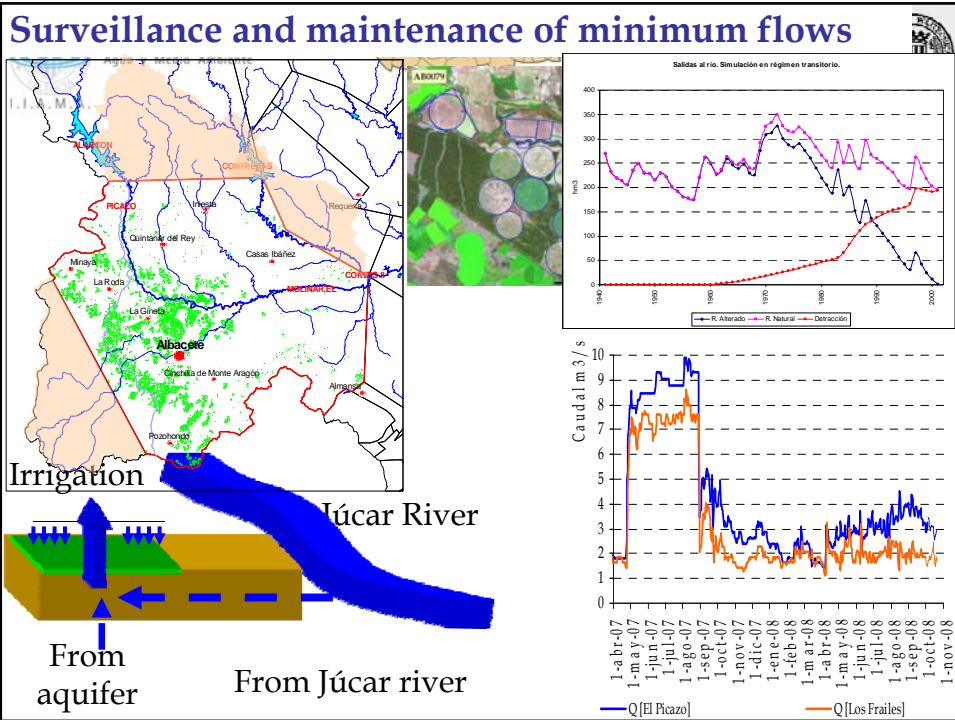 Surveillance and maintenance of minimum flows
Agua y Medio Ambiente
I.I.A.M.A.
ALARCON
CONTRERAS
PICAZO
Iniesta
Requena
Quintanar del Rey
Casas Ibáñez
Minaya
CORTES II
MOLINAR,EL
La Roda
La Gineta
Albacete
Chinchilla de Monte Aragón
Almansa
Pozohondo
AB0079
Salidas al río. Simulación en régimen transitorio.
hm3
400
350
300
250
200
150
100
50
0
1940
1950
1960
1970
1980
1990
2000
R. Alterado
R. Natural
Detracción
Caudal m3/s
10
9
8
7
6
5
4
3
2
1
0
1-abr-07
1-may-07
1-jun-07
1-jul-07
1-ago-07
1-sep-07
1-oct-07
1-nov-07
1-dic-07
1-ene-08
1-feb-08
1-mar-08
1-abr-08
1-may-08
1-jun-08
1-jul-08
1-ago-08
1-sep-08
1-oct-08
1-nov-08
Q [El Picazo]
Q [Los Frailes]
Irrigation
Júcar River
From
aquifer
From Júcar river